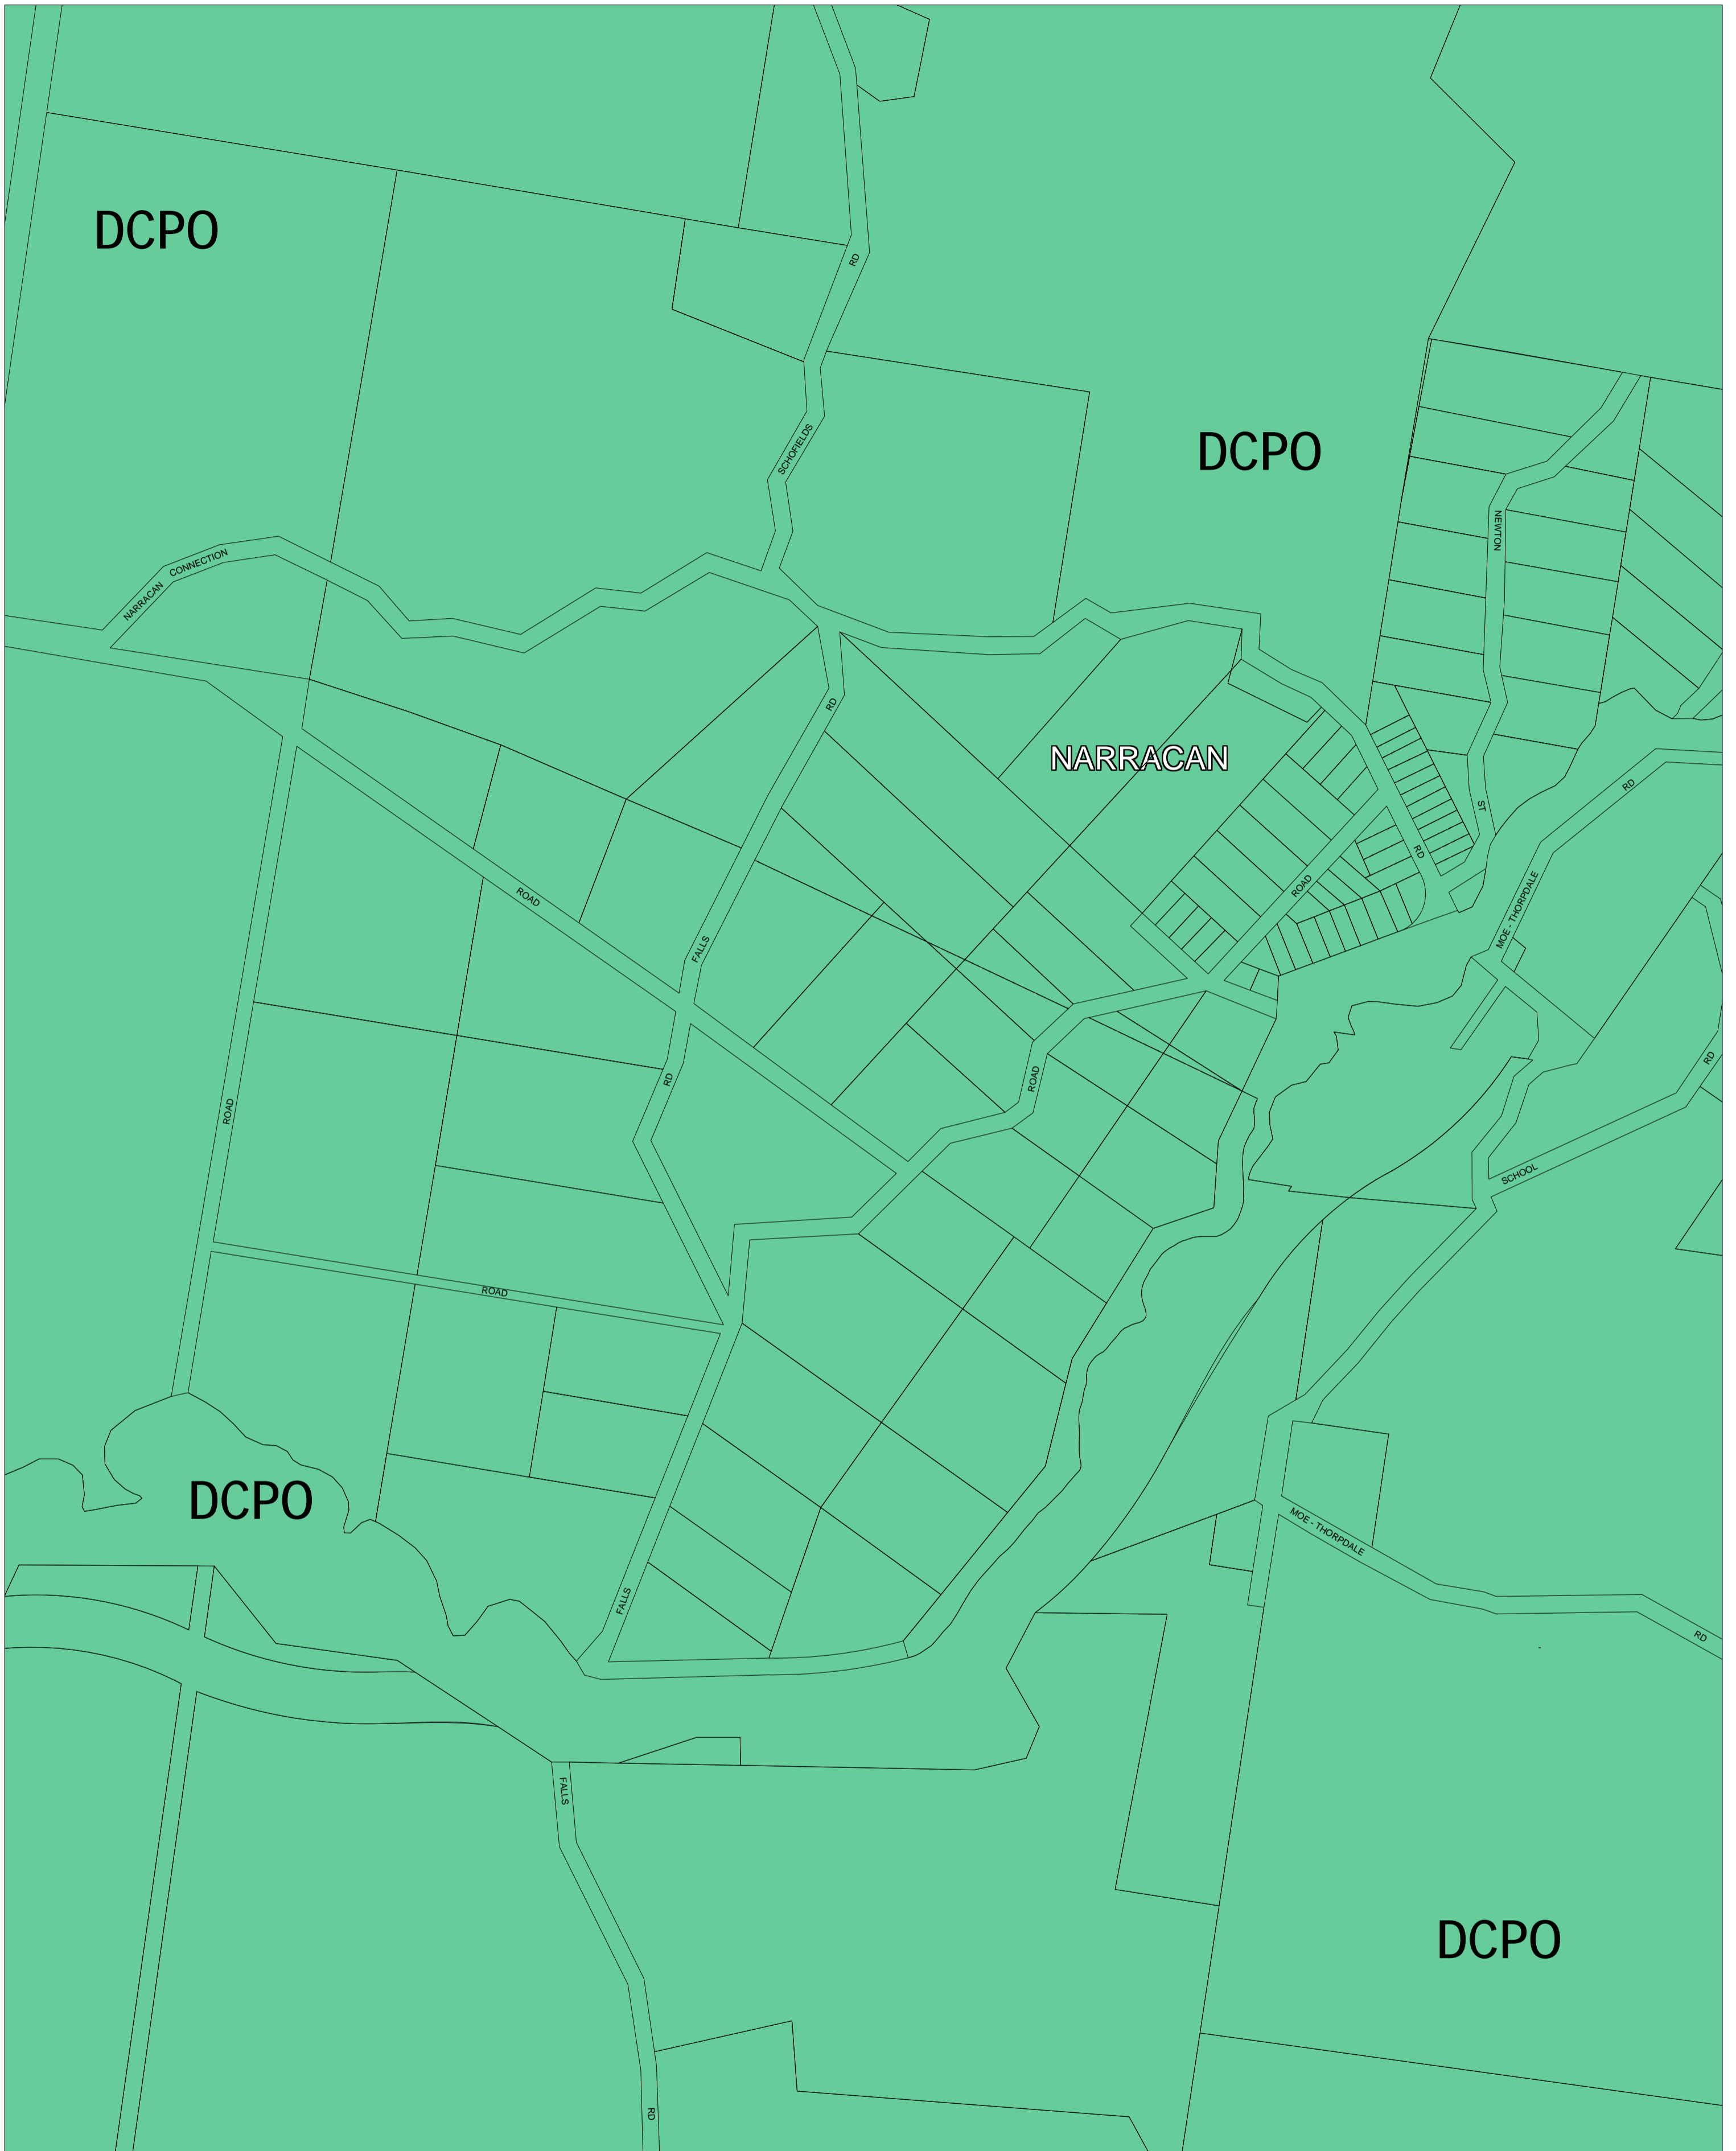 DCPO
RD
SCHOFIELDS
DCPO
NEWTON
NARRACAN CONNECTION
RD
NARRACAN
RD
ST
RD
ROAD
ROAD
MOE - THORPDALE
FALLS
RD
ROAD
RD
ROAD
SCHOOL
ROAD
DCPO
MOE - THORPDALE
FALLS
RD
FALLS
DCPO
RD